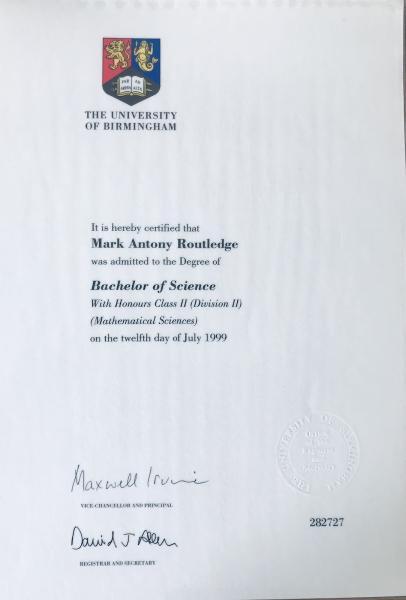 THE UNIVERSITY
OF BIRMINGHAM
It is hereby certified that
Mark Antony Routledge
was admitted to the Degree of
Bachelor of Science
With Honours Class II (Division II)
(Mathematical Sciences)
on the twelfth day of July 1999
Maxwell Irvine
VICE-CHANCELLOR AND PRINCIPAL
282727
David J Allen
REGISTRAR AND SECRETARY